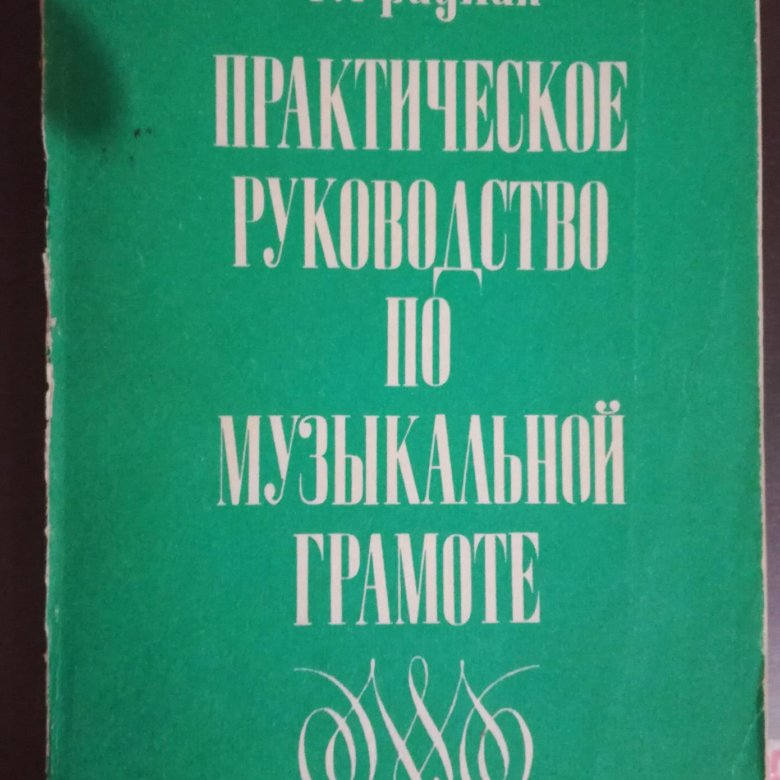 ПРАКТИЧЕСКОЕ
РУКОВОДСТВО
ПО
МУЗЫКАЛЬНОЙ
ГРАМОТЕ